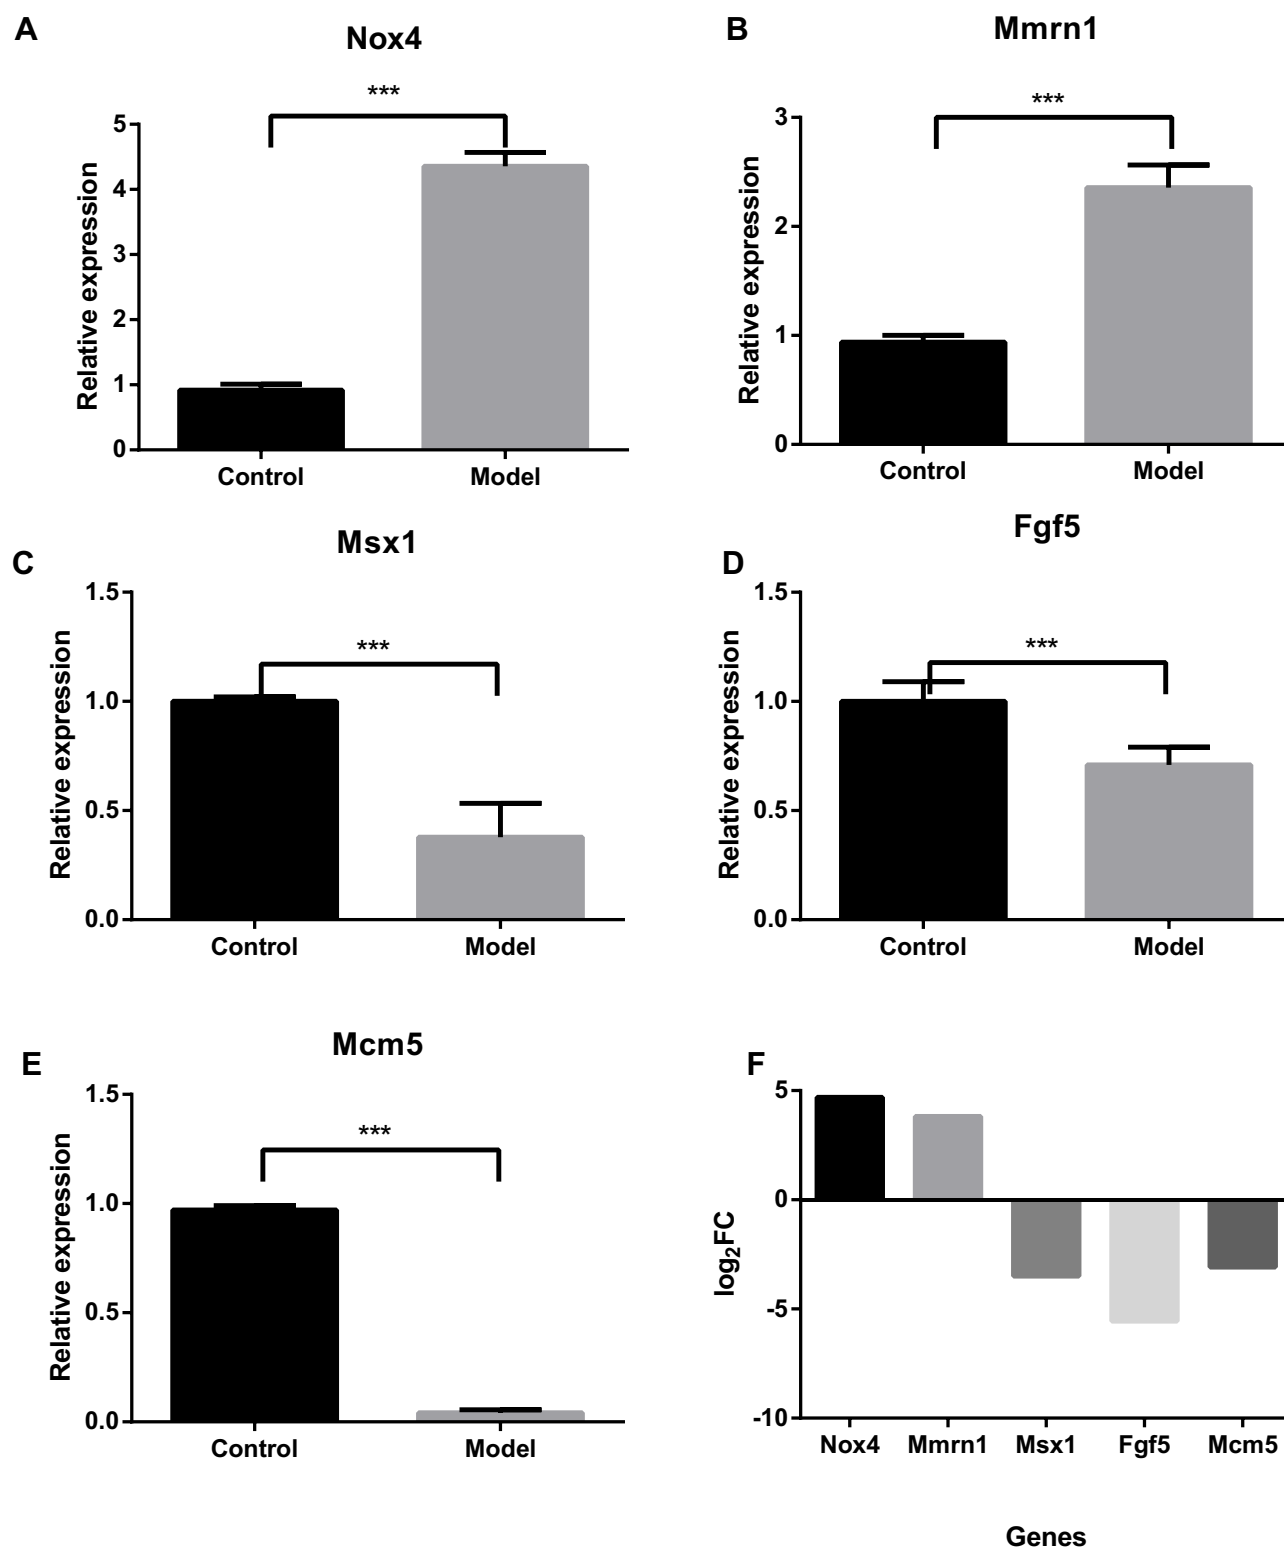 A
Nox4
***
Relative expression
5
4
3
2
1
0
Control Model
B
Mmrn1
***
Relative expression
3
2
1
0
Control Model
C
Msx1
***
Relative expression
1.5
1.0
0.5
0.0
Control Model
D
Fgf5
***
Relative expression
1.5
1.0
0.5
0.0
Control Model
E
Mcm5
***
Relative expression
1.5
1.0
0.5
0.0
Control Model
F
log₂FC
5
0
-5
-10
Nox4 Mmrn1 Msx1 Fgf5 Mcm5
Genes